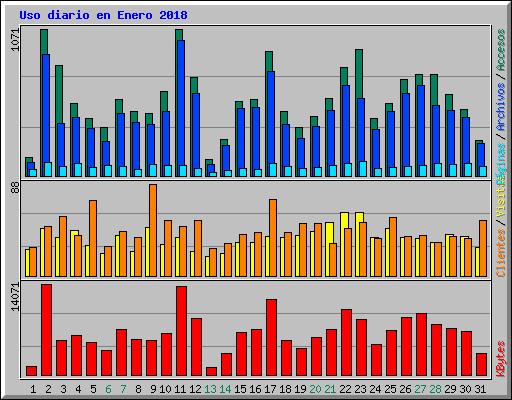 Uso diario en Enero 2018
1071
88
14071
Accesos / Archivos / Páginas
Clientes / Visitas
KBytes
1 2 3 4 5 6 7 8 9 10 11 12 13 14 15 16 17 18 19 20 21 22 23 24 25 26 27 28 29 30 31